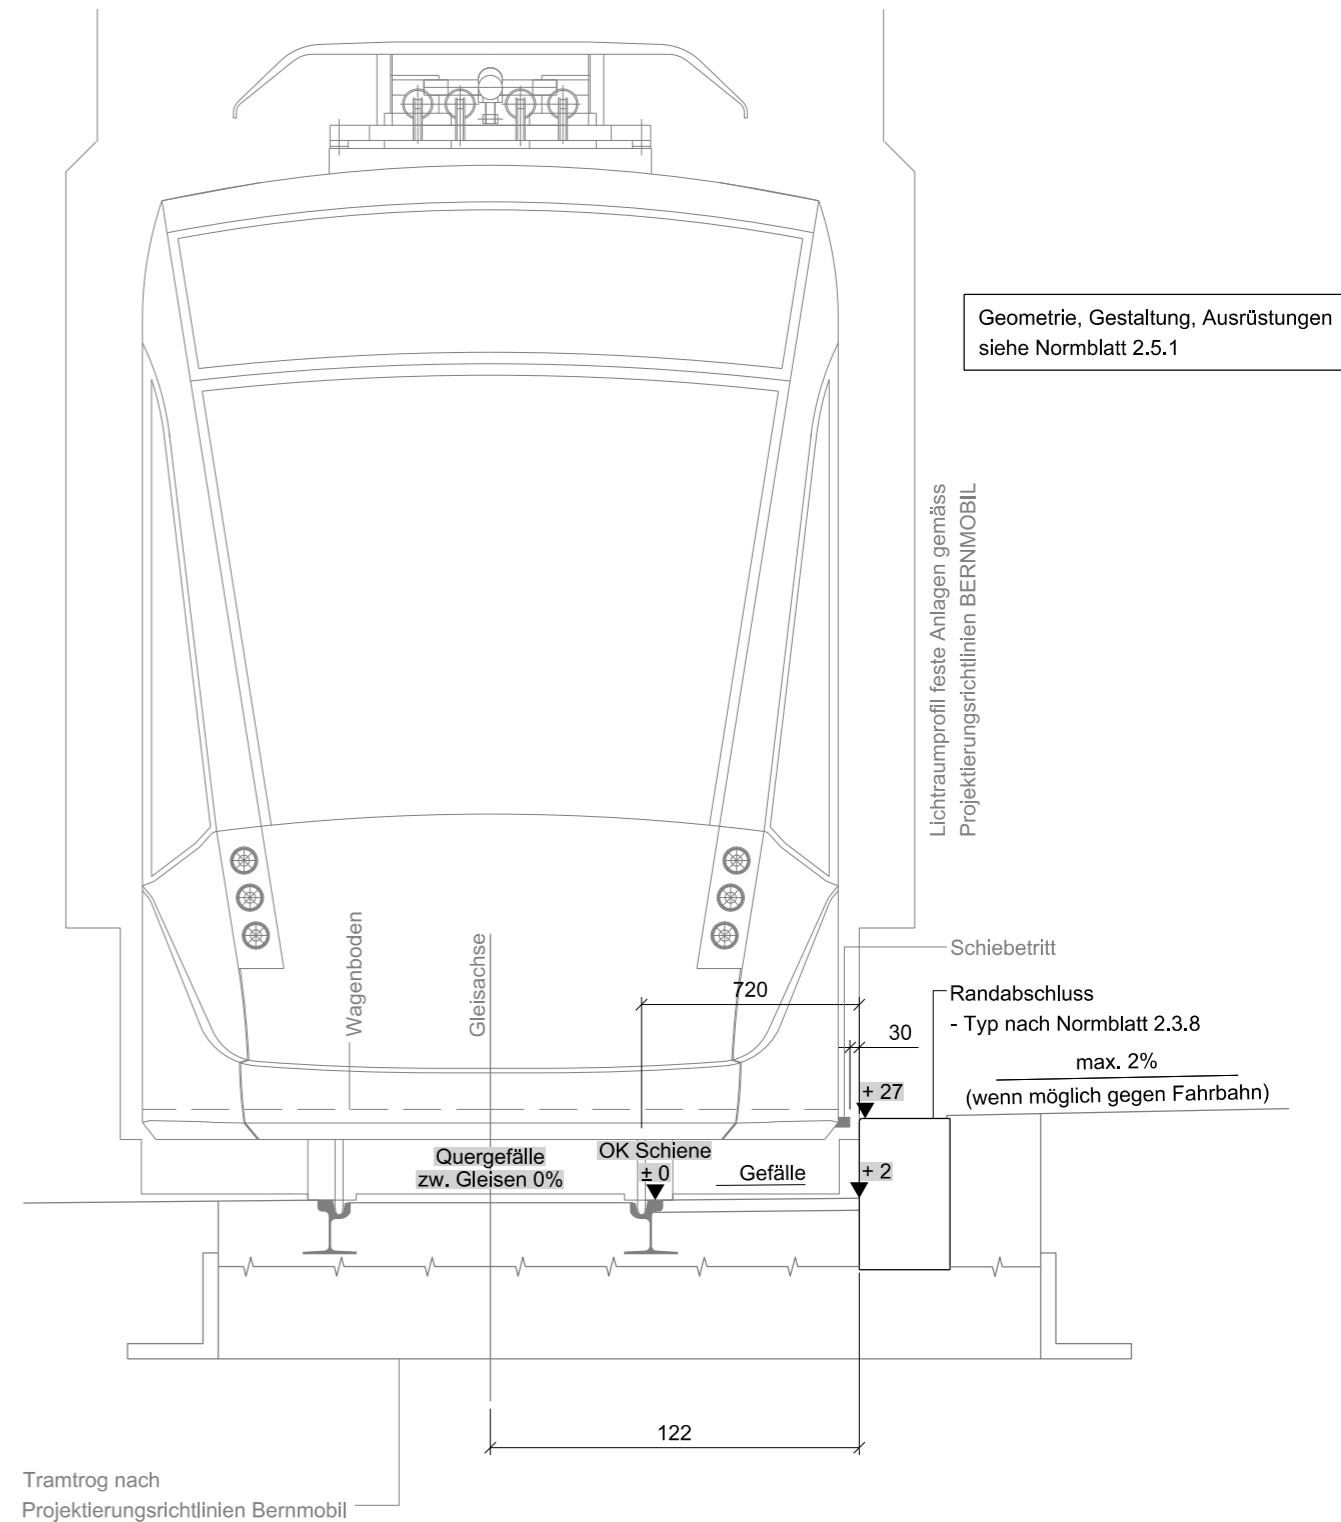 Geometrie, Gestaltung, Ausrüstungen
siehe Normblatt 2.5.1
Lichtraumprofil feste Anlagen gemäss
Projektierungsrichtlinien BERNMOBIL
Wagenboden
Gleisachse
Schiebetritt
720
Randabschluss
- Typ nach Normblatt 2.3.8
30
max. 2%
(wenn möglich gegen Fahrbahn)
+ 27
Quergefälle
zw. Gleisen 0%
OK Schiene
± 0
Gefälle
+ 2
122
Tramtrog nach
Projektierungsrichtlinien Bernmobil